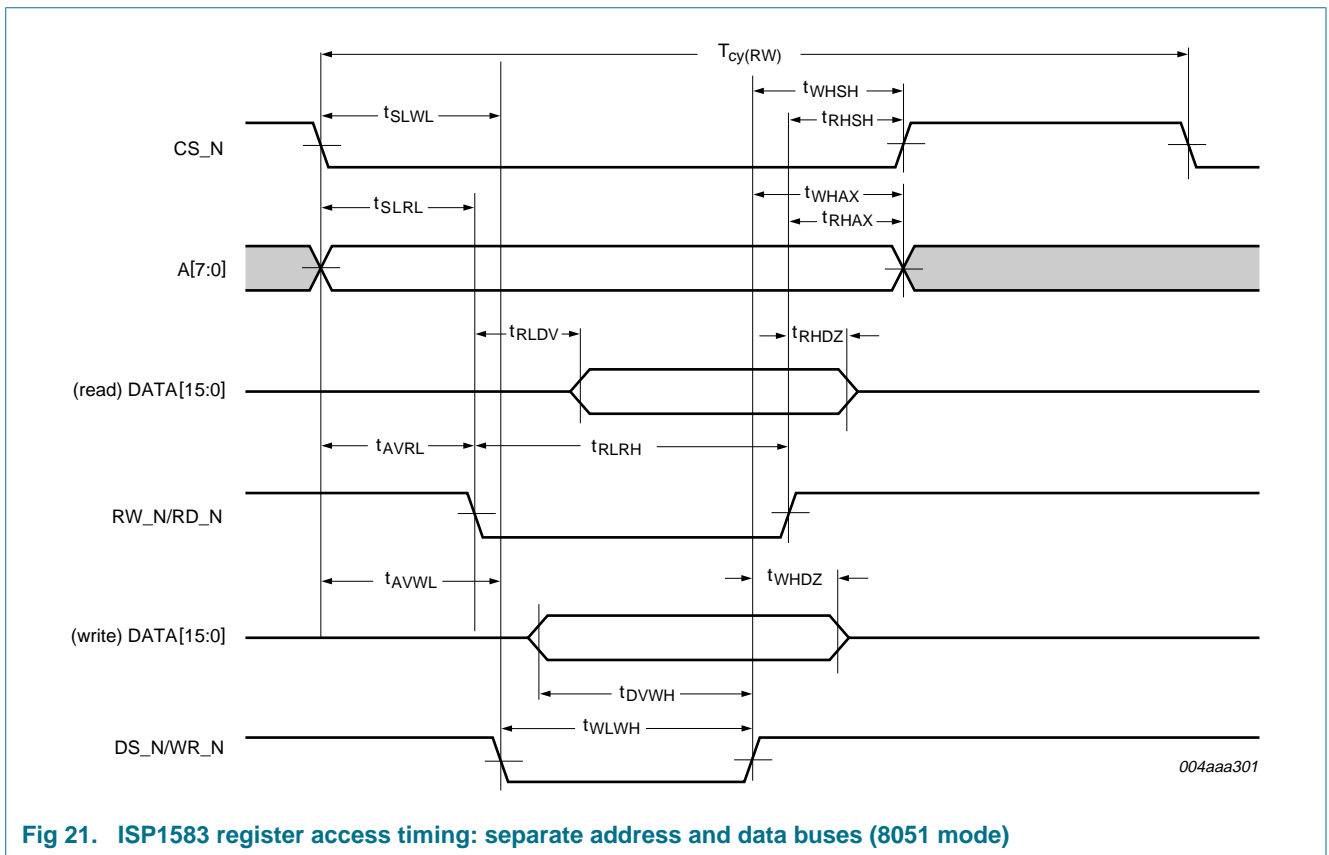 Tcy(RW)
tWHSH
tSLWL
tRHSH
CS_N
tWHAX
tSLRL
tRHAX
A[7:0]
tRLDV
tRHDZ
(read) DATA[15:0]
tAVRL
tRLRH
RW_N/RD_N
tAVWL
tWHDZ
(write) DATA[15:0]
tDVWH
tWLWH
DS_N/WR_N
004aaa301
Fig 21. ISP1583 register access timing: separate address and data buses (8051 mode)